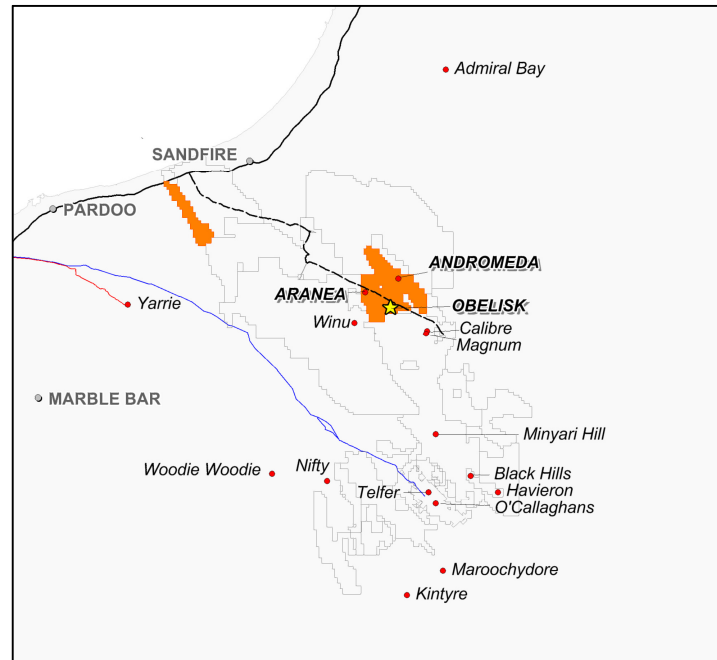 Admiral Bay
SANDFIRE
PARDOO
ANDROMEDA
ARANEA
OBELISK
Yarrie
Winu
Calibre
Magnum
MARBLE BAR
Minyari Hill
Woodie Woodie
Nifty
Black Hills
Telfer
Havieron
O'Callaghans
Maroochydore
Kintyre